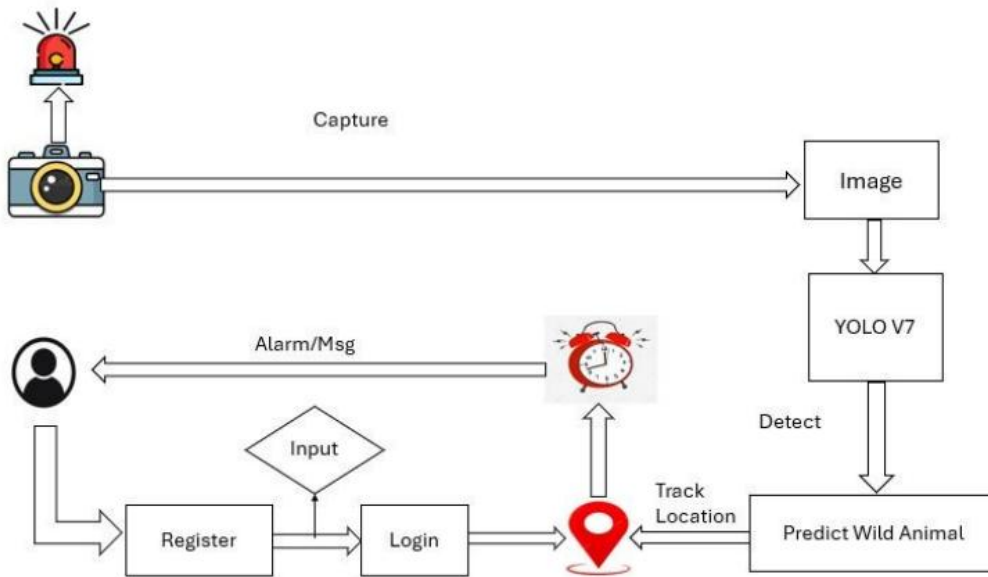 Capture
Image
YOLO V7
Alarm/Msg
Input
Detect
Track
Location
Register
Login
Predict Wild Animal